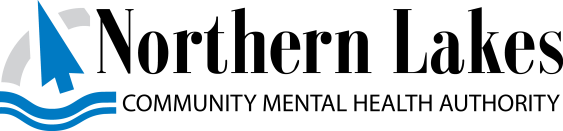 Northern Lakes
COMMUNITY MENTAL HEALTH AUTHORITY